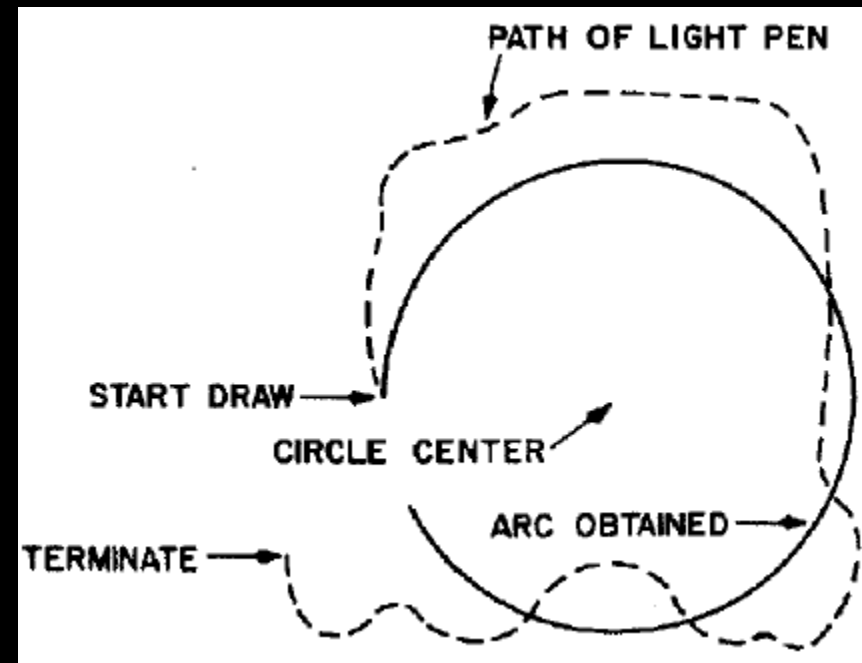 PATH OF LIGHT PEN
START DRAW
CIRCLE CENTER
ARC OBTAINED
TERMINATE